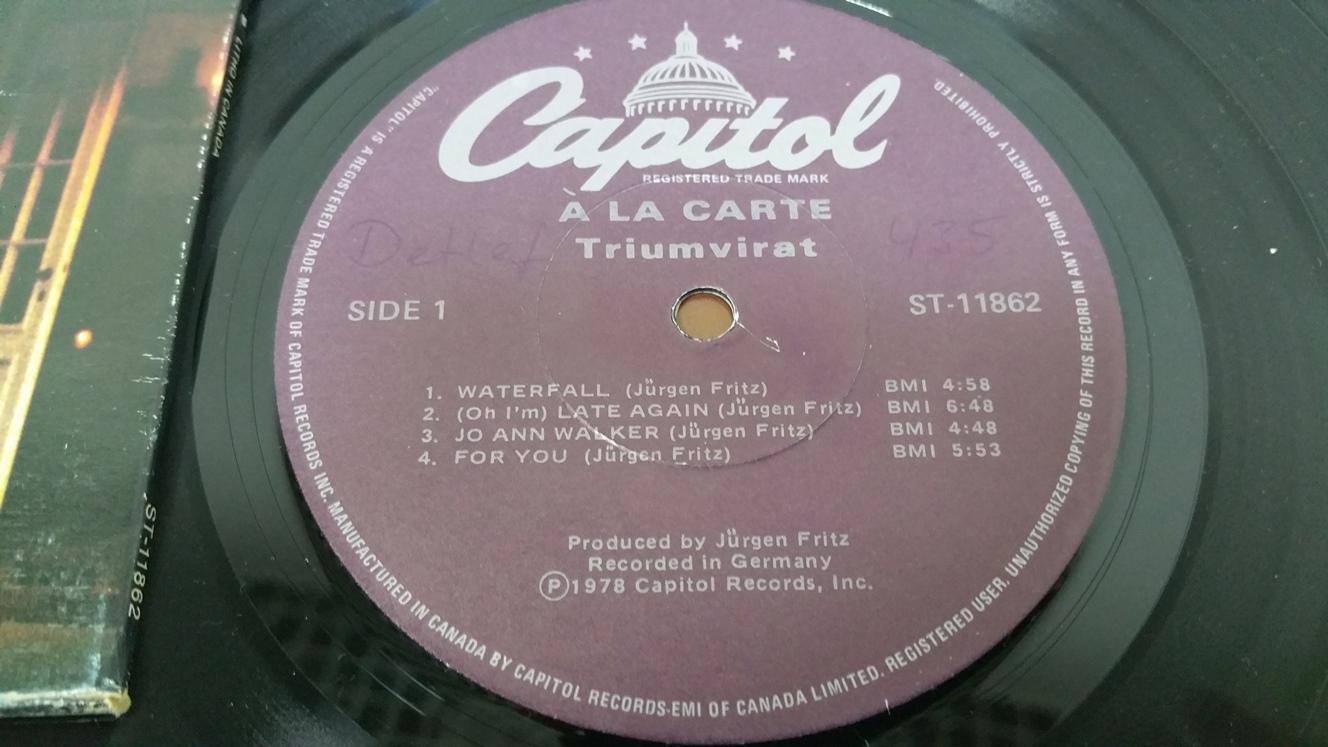 LITHO IN CANADA
ST-11862
Capitol
REGISTERED TRADE MARK
À LA CARTE
Triumvirat
Detlef
435
SIDE 1
ST-11862
1. WATERFALL (Jürgen Fritz) BMI 4:58
2. (Oh I'm) LATE AGAIN (Jürgen Fritz) BMI 6:48
3. JO ANN WALKER (Jürgen Fritz) BMI 4:48
4. FOR YOU (Jürgen Fritz) BMI 5:53
Produced by Jürgen Fritz
Recorded in Germany
Ⓟ1978 Capitol Records, Inc.
"CAPITOL" IS A REGISTERED TRADE MARK OF CAPITOL RECORDS INC. MANUFACTURED IN CANADA BY CAPITOL RECORDS-EMI OF CANADA LIMITED. REGISTERED USER. UNAUTHORIZED COPYING OF THIS RECORD IN ANY FORM IS STRICTLY PROHIBITED